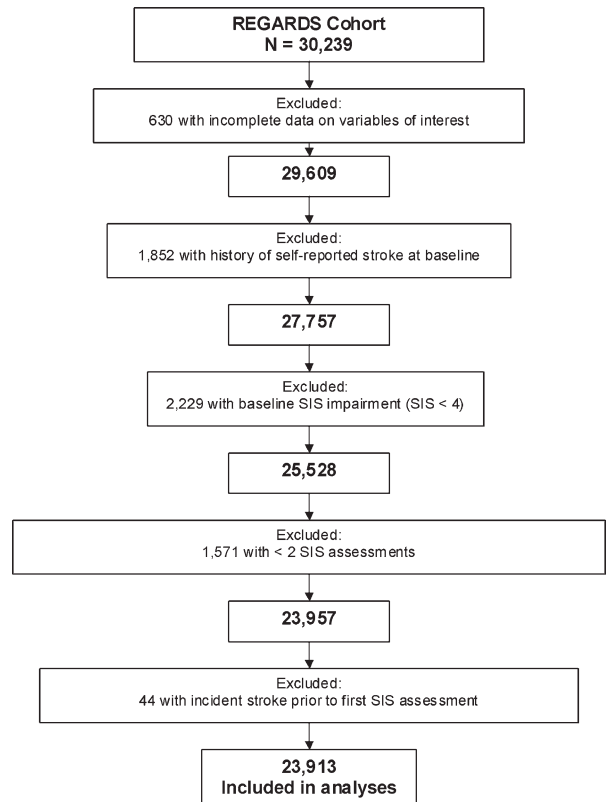 REGARDS Cohort
N = 30,239
Excluded:
630 with incomplete data on variables of interest
29,609
Excluded:
1,852 with history of self-reported stroke at baseline
27,757
Excluded:
2,229 with baseline SIS impairment (SIS < 4)
25,528
Excluded:
1,571 with < 2 SIS assessments
23,957
Excluded:
44 with incident stroke prior to first SIS assessment
23,913
Included in analyses